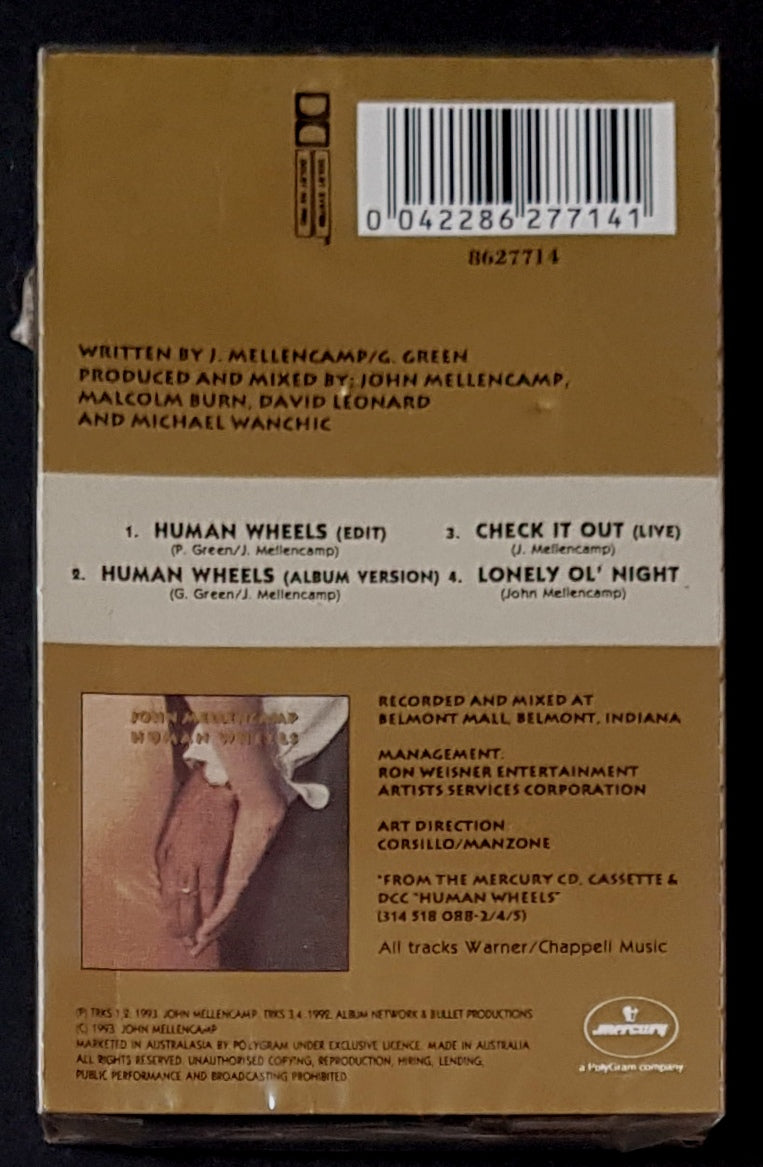 0 042286 277141
8627714
WRITTEN BY J. MELLENCAMP/G. GREEN
PRODUCED AND MIXED BY: JOHN MELLENCAMP,
MALCOLM BURN, DAVID LEONARD
AND MICHAEL WANCHIC
1. HUMAN WHEELS (EDIT)
(P. Green/J. Mellencamp)
2. HUMAN WHEELS (ALBUM VERSION)
(G. Green/J. Mellencamp)
3. CHECK IT OUT (LIVE)
(J. Mellencamp)
4. LONELY OL' NIGHT
(John Mellencamp)
JOHN MELLENCAMP
HUMAN WHEELS
RECORDED AND MIXED AT
BELMONT MALL, BELMONT, INDIANA
MANAGEMENT:
RON WEISNER ENTERTAINMENT
ARTISTS SERVICES CORPORATION
ART DIRECTION
CORSILLO/MANZONE
"FROM THE MERCURY CD, CASSETTE &
DCC "HUMAN WHEELS"
(314 518 088-2/4/5)
All tracks Warner/Chappell Music
(P) TRKS 1,2. 1993 JOHN MELLENCAMP. TRKS 3,4. 1992. ALBUM NETWORK & BULLET PRODUCTIONS
(C) 1993 JOHN MELLENCAMP
MARKETED IN AUSTRALASIA BY POLYGRAM UNDER EXCLUSIVE LICENCE. MADE IN AUSTRALIA
ALL RIGHTS RESERVED. UNAUTHORISED COPYING, REPRODUCTION, HIRING, LENDING,
PUBLIC PERFORMANCE AND BROADCASTING PROHIBITED
mercury
a PolyGram company